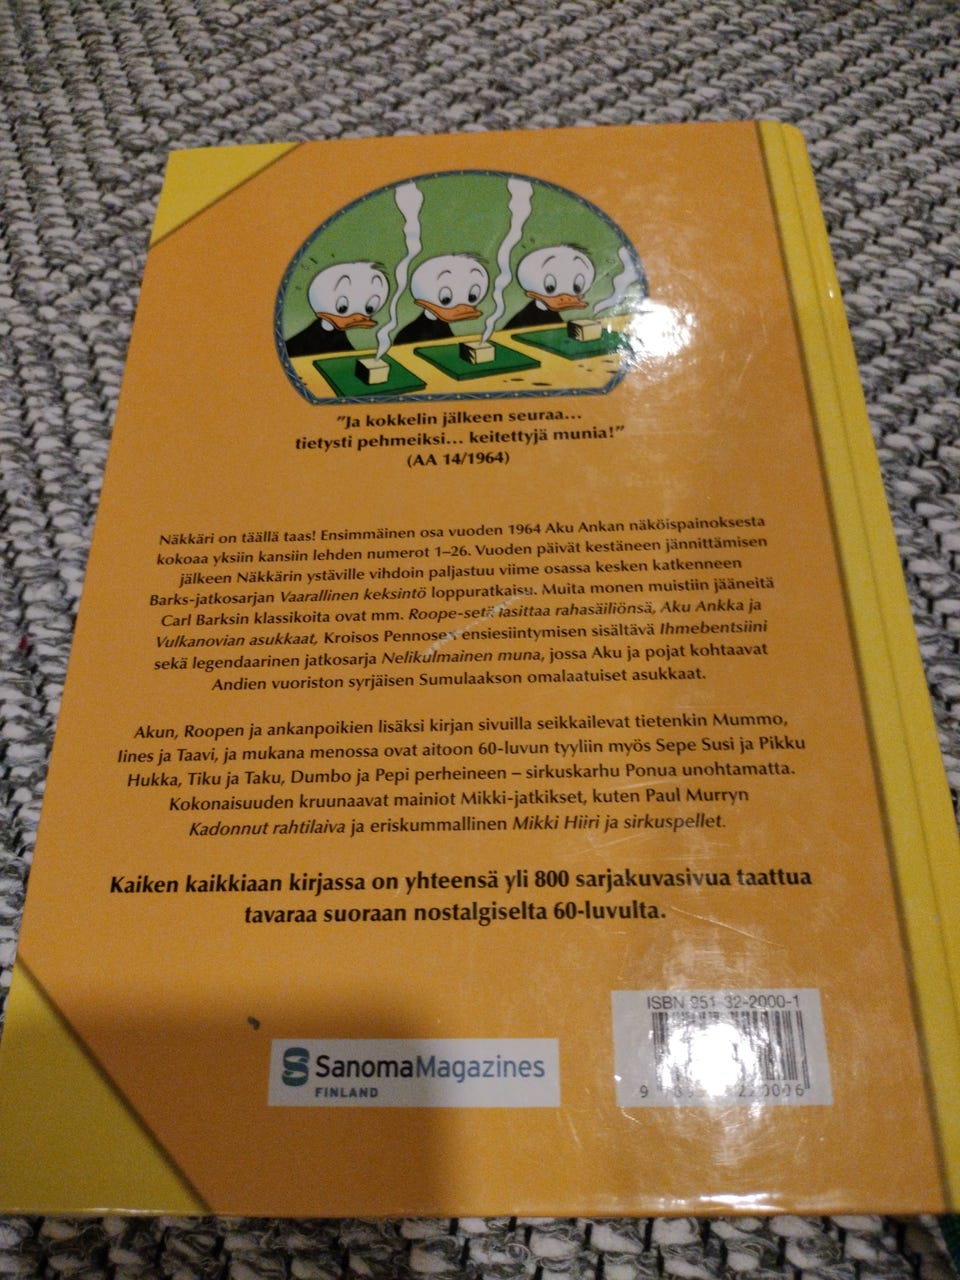 ”Ja kokkelin jälkeen seuraa...
tietysti pehmeiksi... keitettyjä munia!”
(AA 14/1964)
Näkkäri on täällä taas! Ensimmäinen osa vuoden 1964 Aku Ankan näköispainoksesta
kokoaa yksiin kansiin lehden numerot 1–26. Vuoden päivät kestäneen jännittämisen
jälkeen Näkkärin ystäville vihdoin paljastuu viime osassa kesken katkenneen
Barks-jatkosarjan Vaarallinen keksintö loppuratkaisu. Muita monen muistiin jääneitä
Carl Barksin klassikoita ovat mm. Roope-setä lasittaa rahasäiliönsä, Aku Ankka ja
Vulkanovian asukkaat, Kroisos Pennosen ensiesiintymisen sisältävä Ihmebentsiini
sekä legendaarinen jatkosarja Nelikulmainen muna, jossa Aku ja pojat kohtaavat
Andien vuoriston syrjäisen Sumulaakson omalaatuiset asukkaat.
Akun, Roopen ja ankanpoikien lisäksi kirjan sivuilla seikkailevat tietenkin Mummo,
Iines ja Taavi, ja mukana menossa ovat aitoon 60-luvun tyyliin myös Sepe Susi ja Pikku
Hukka, Tiku ja Taku, Dumbo ja Pepi perheineen – sirkuskarhu Ponua unohtamatta.
Kokonaisuuden kruunaavat mainiot Mikki-jatkikset, kuten Paul Murryn
Kadonnut rahtilaiva ja eriskummallinen Mikki Hiiri ja sirkuspellet.
Kaiken kaikkiaan kirjassa on yhteensä yli 800 sarjakuvasivua taattua
tavaraa suoraan nostalgiselta 60-luvulta.
ISBN 951-32-2000-1
SanomaMagazines
FINLAND